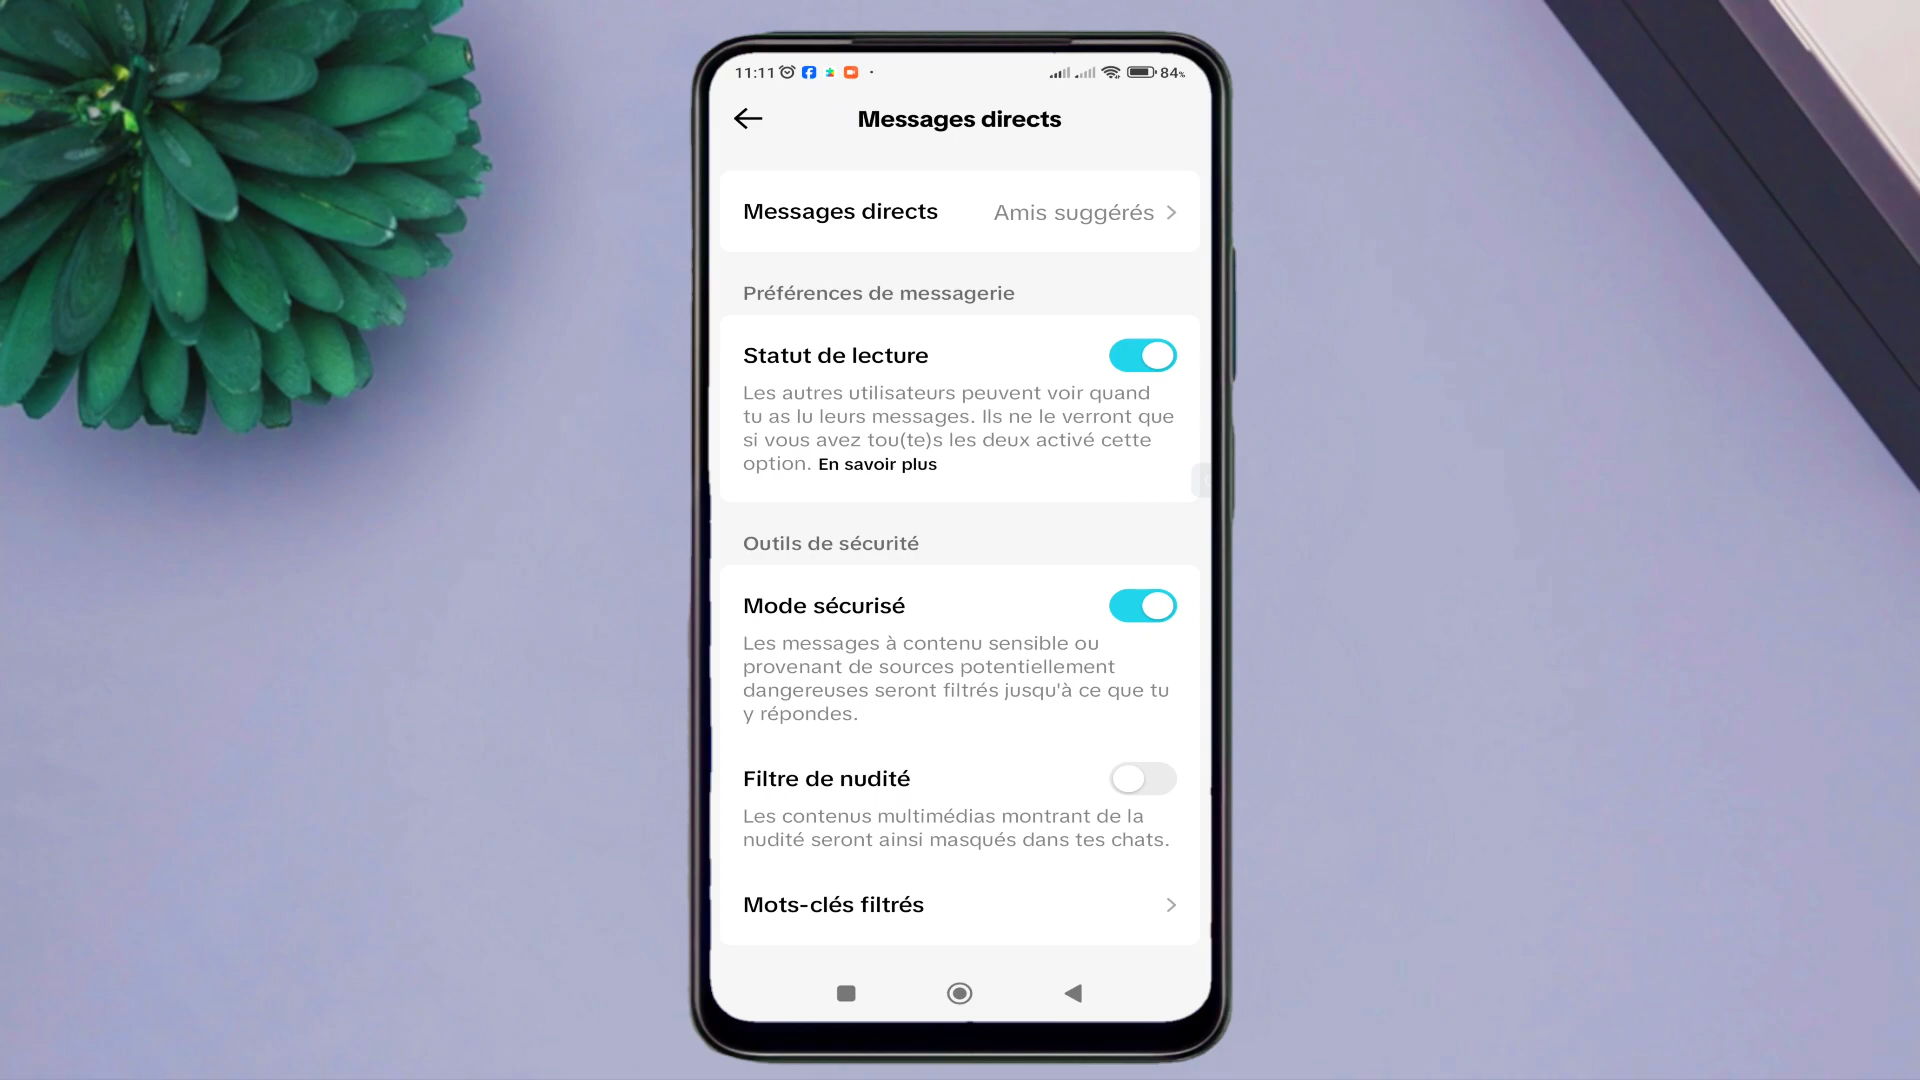 11:11 84%
Messages directs
Messages directs Amis suggérés
Préférences de messagerie
Statut de lecture
Les autres utilisateurs peuvent voir quand
tu as lu leurs messages. Ils ne le verront que
si vous avez tou(te)s les deux activé cette
option. En savoir plus
Outils de sécurité
Mode sécurisé
Les messages à contenu sensible ou
provenant de sources potentiellement
dangereuses seront filtrés jusqu'à ce que tu
y répondes.
Filtre de nudité
Les contenus multimédias montrant de la
nudité seront ainsi masqués dans tes chats.
Mots-clés filtrés